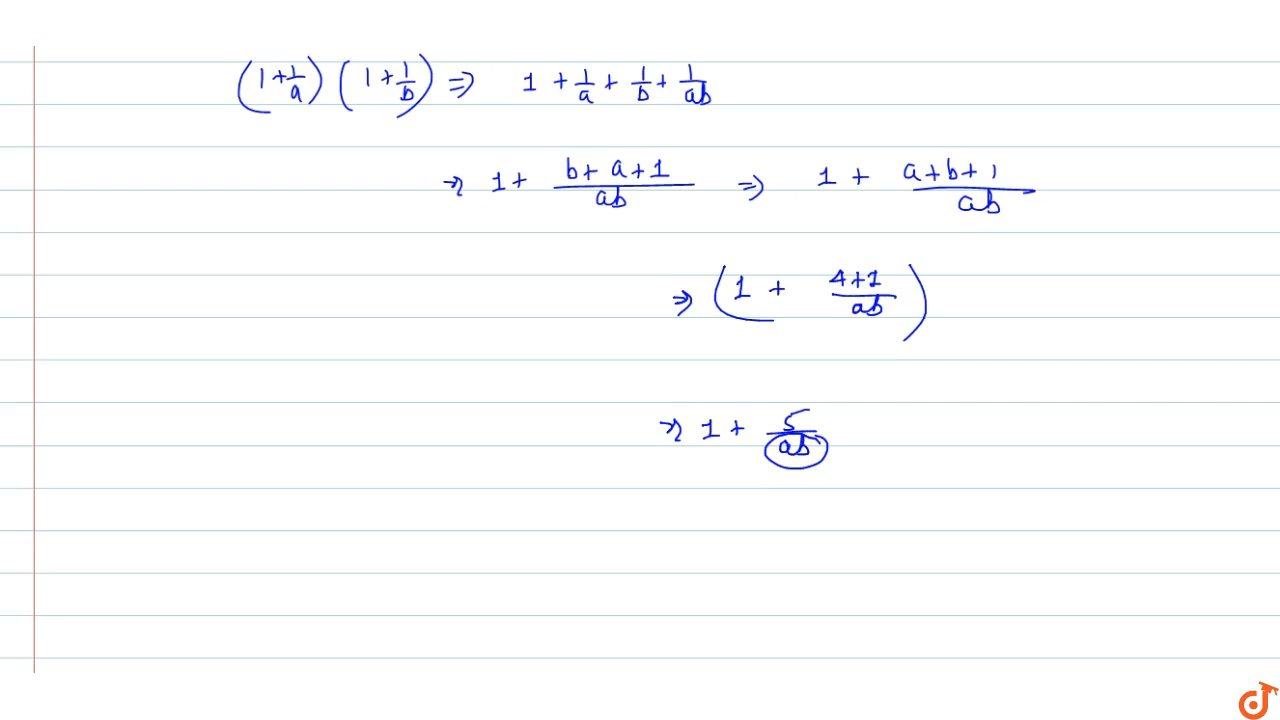 (1+1/a) (1+1/b) ⇒ 1 + 1/a + 1/b + 1/ab
⇒ 1 + (b+a+1)/ab ⇒ 1 + (a+b+1)/ab
⇒ (1 + (4+1)/ab)
⇒ 1 + 5/ab